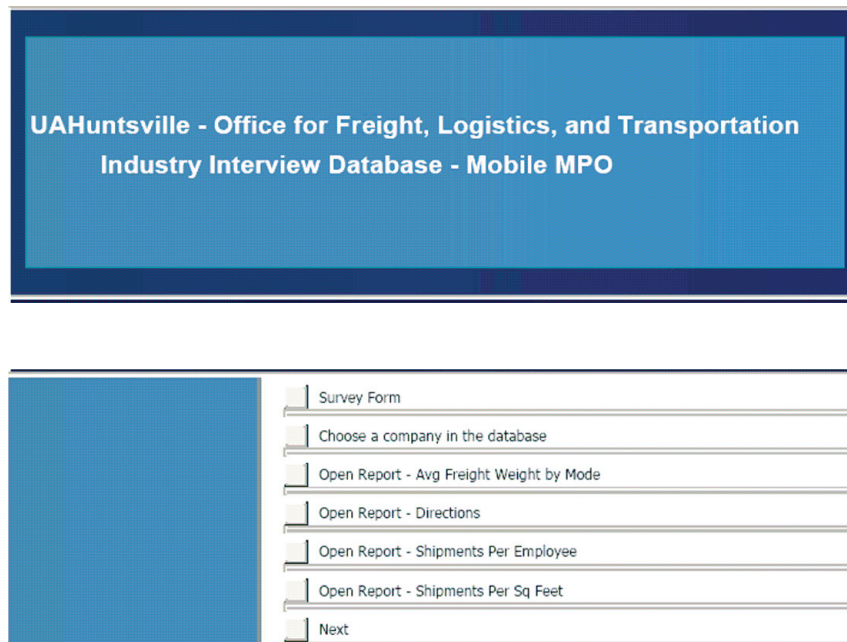 UAHuntsville - Office for Freight, Logistics, and Transportation
Industry Interview Database - Mobile MPO
Survey Form
Choose a company in the database
Open Report - Avg Freight Weight by Mode
Open Report - Directions
Open Report - Shipments Per Employee
Open Report - Shipments Per Sq Feet
Next